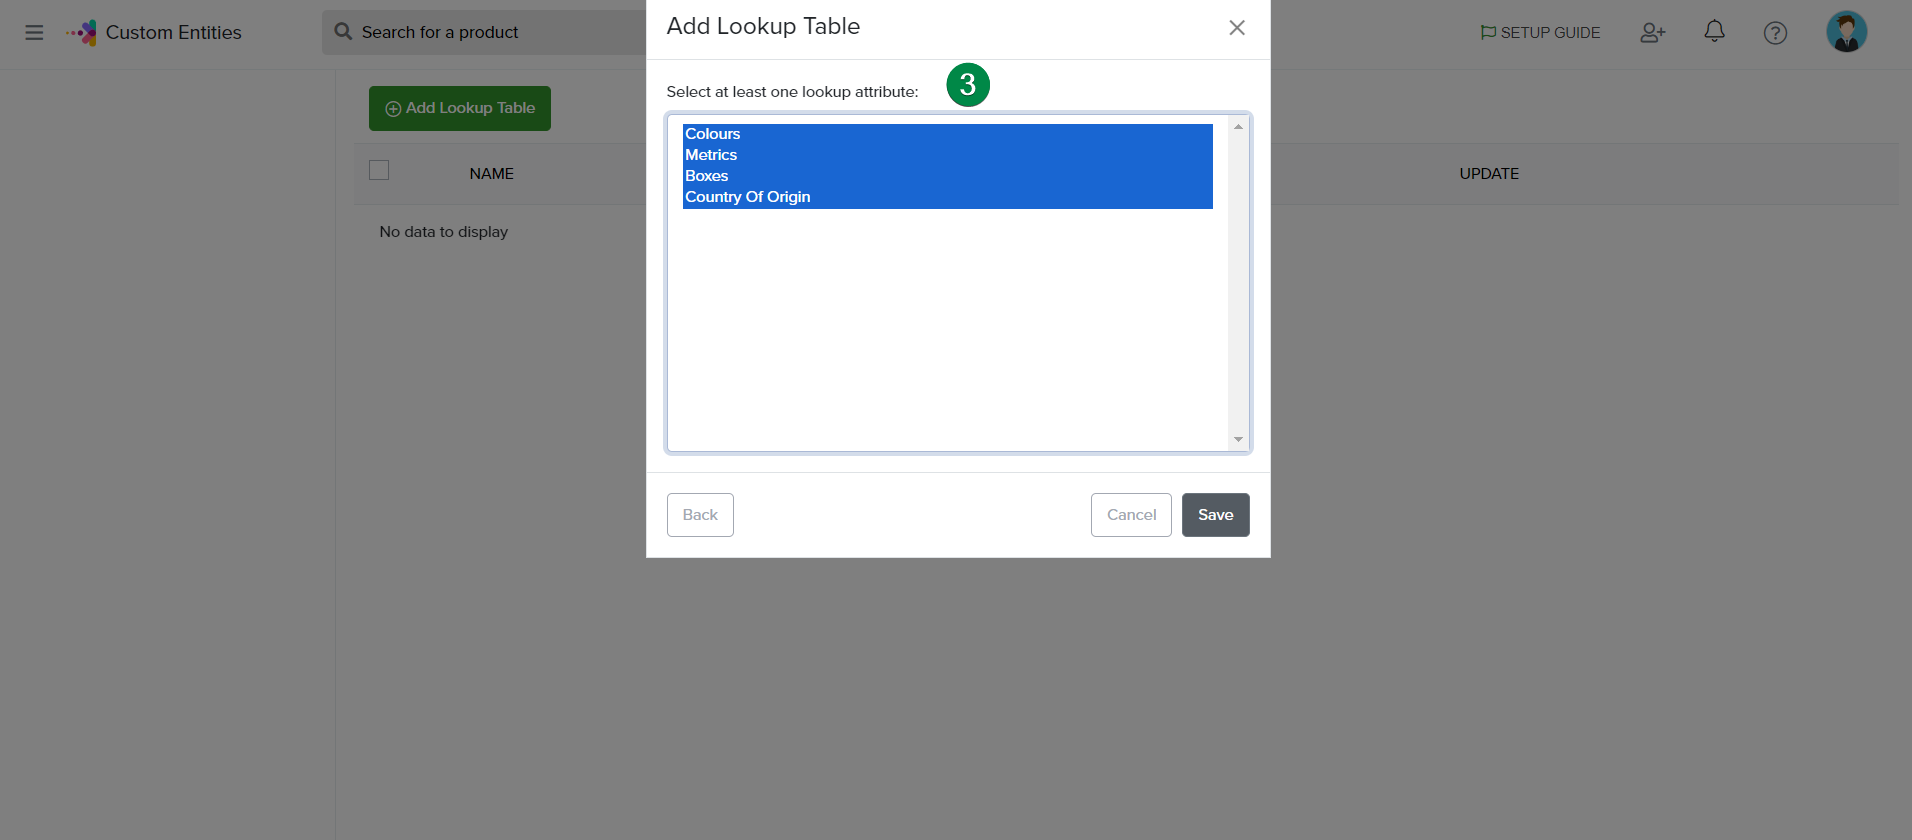 Custom Entities
Search for a product
Add Lookup Table
SETUP GUIDE
?
Add Lookup Table
Select at least one lookup attribute:
3
NAME
UPDATE
No data to display
Colours
Metrics
Boxes
Country Of Origin
Back
Cancel
Save